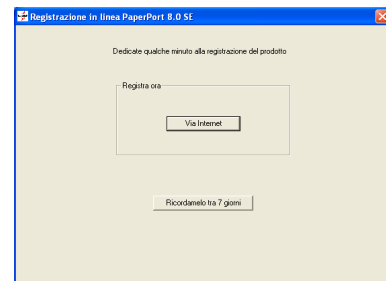 Registrazione in linea PaperPort 8.0 SE
Dedicate qualche minuto alla registrazione del prodotto
Registra ora
Via Internet
Ricordamelo tra 7 giorni